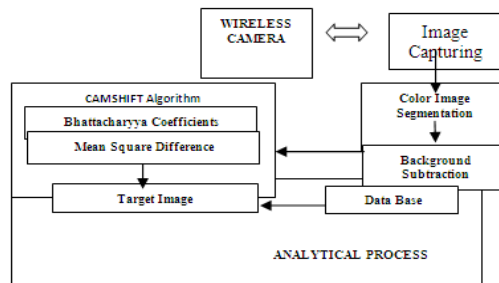 WIRELESS
CAMERA
Image
Capturing
CAMSHIFT Algorithm
Bhattacharyya Coefficients
Mean Square Difference
Target Image
Color Image
Segmentation
Background
Subtraction
Data Base
ANALYTICAL PROCESS